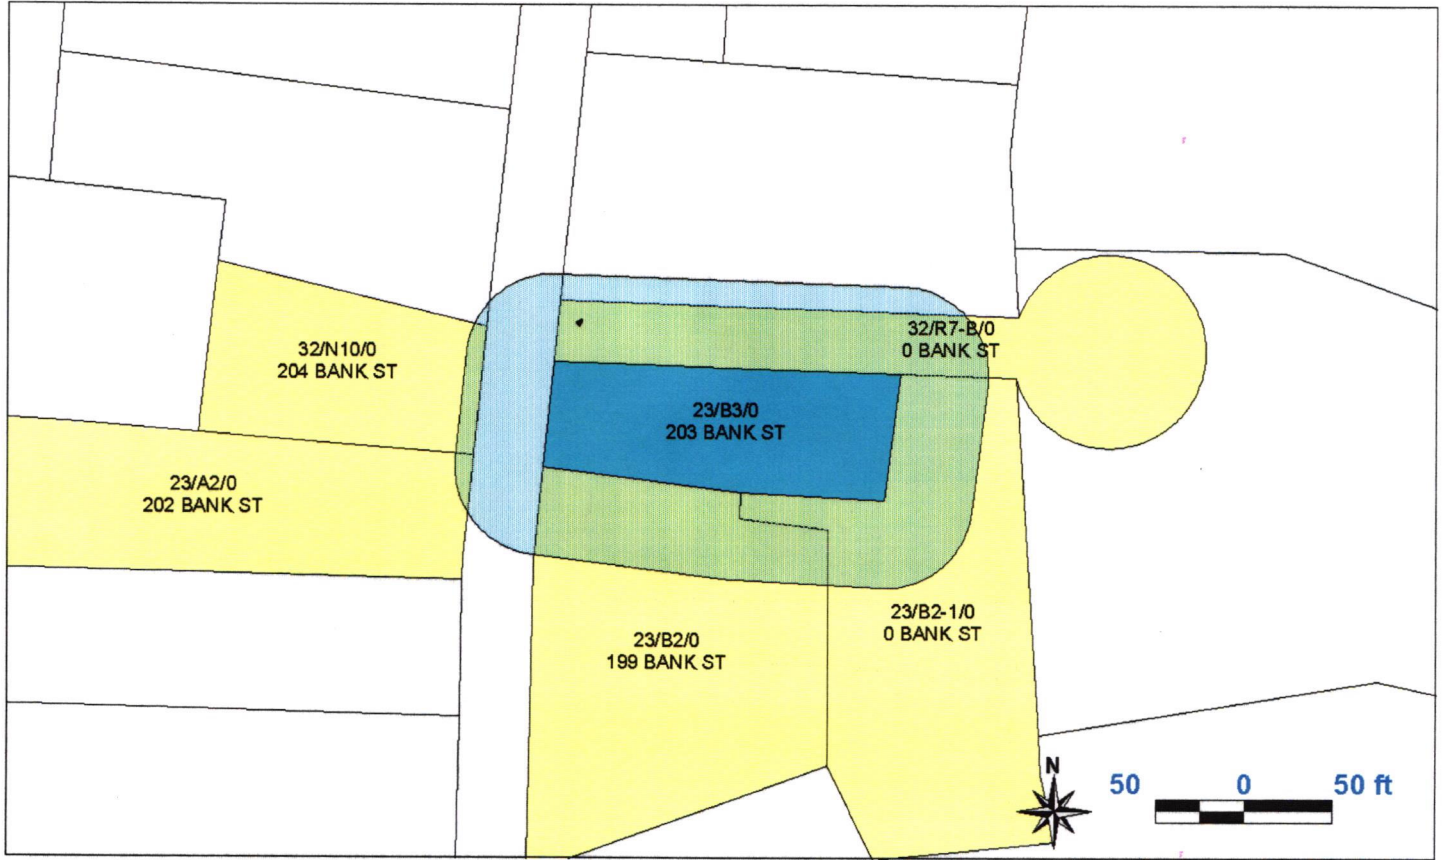 32/R7-B/0
0 BANK ST
32/N10/0
204 BANK ST
23/B3/0
203 BANK ST
23/A2/0
202 BANK ST
23/B2-1/0
0 BANK ST
23/B2/0
199 BANK ST
N
50 0 50 ft